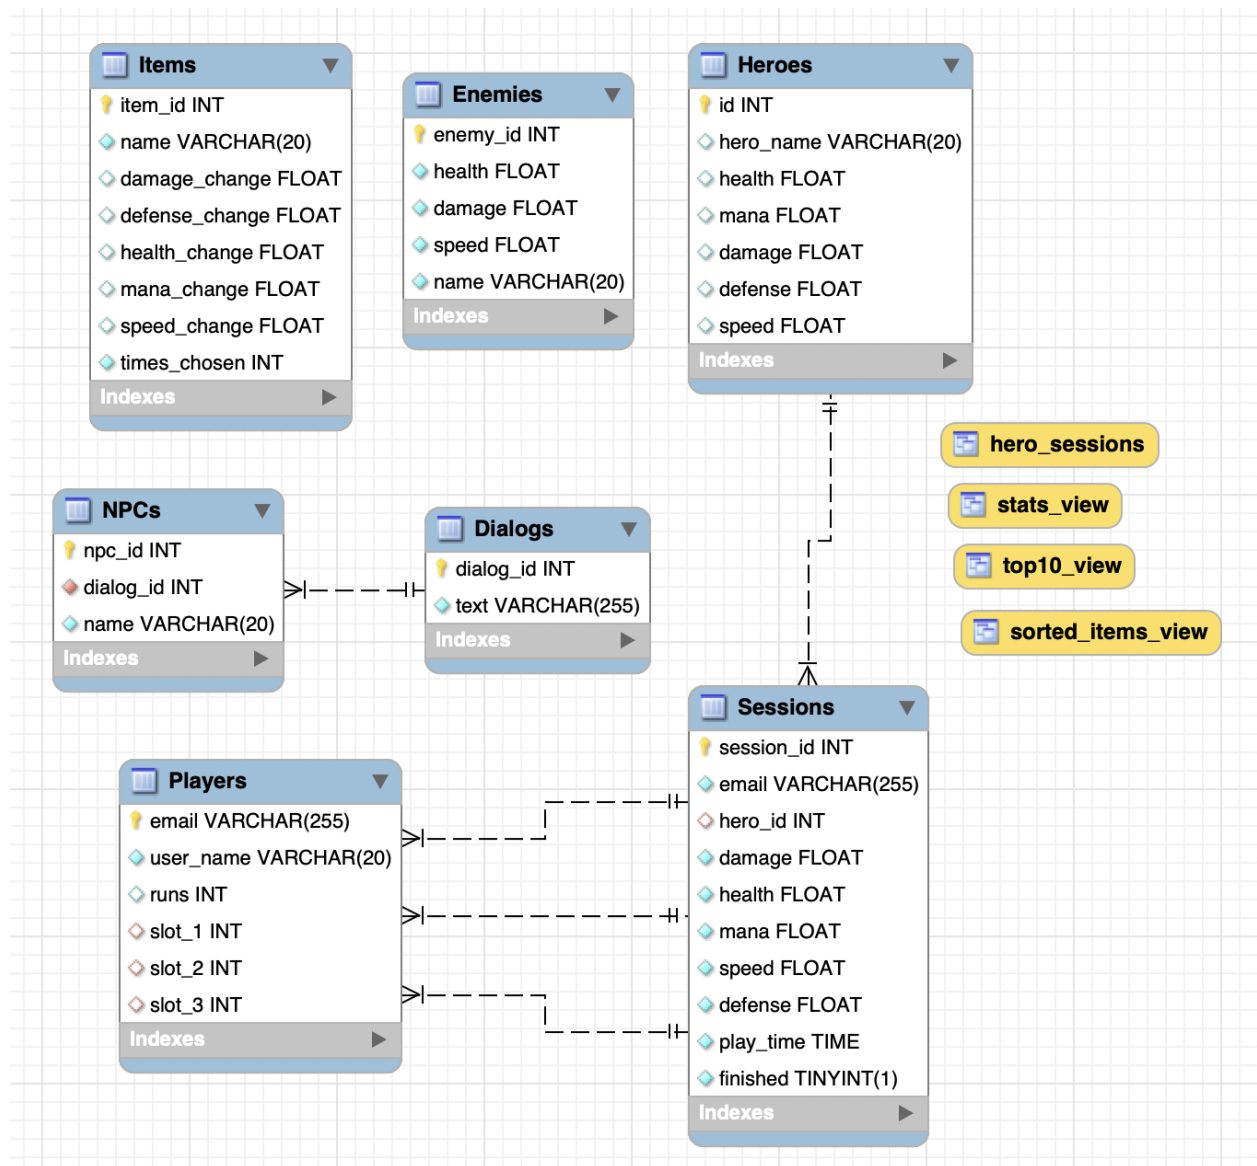 Items
item_id INT
name VARCHAR(20)
damage_change FLOAT
defense_change FLOAT
health_change FLOAT
mana_change FLOAT
speed_change FLOAT
times_chosen INT
Indexes
Enemies
enemy_id INT
health FLOAT
damage FLOAT
speed FLOAT
name VARCHAR(20)
Indexes
Heroes
id INT
hero_name VARCHAR(20)
health FLOAT
mana FLOAT
damage FLOAT
defense FLOAT
speed FLOAT
Indexes
hero_sessions
stats_view
top10_view
sorted_items_view
NPCs
npc_id INT
dialog_id INT
name VARCHAR(20)
Indexes
Dialogs
dialog_id INT
text VARCHAR(255)
Indexes
Players
email VARCHAR(255)
user_name VARCHAR(20)
runs INT
slot_1 INT
slot_2 INT
slot_3 INT
Indexes
Sessions
session_id INT
email VARCHAR(255)
hero_id INT
damage FLOAT
health FLOAT
mana FLOAT
speed FLOAT
defense FLOAT
play_time TIME
finished TINYINT(1)
Indexes